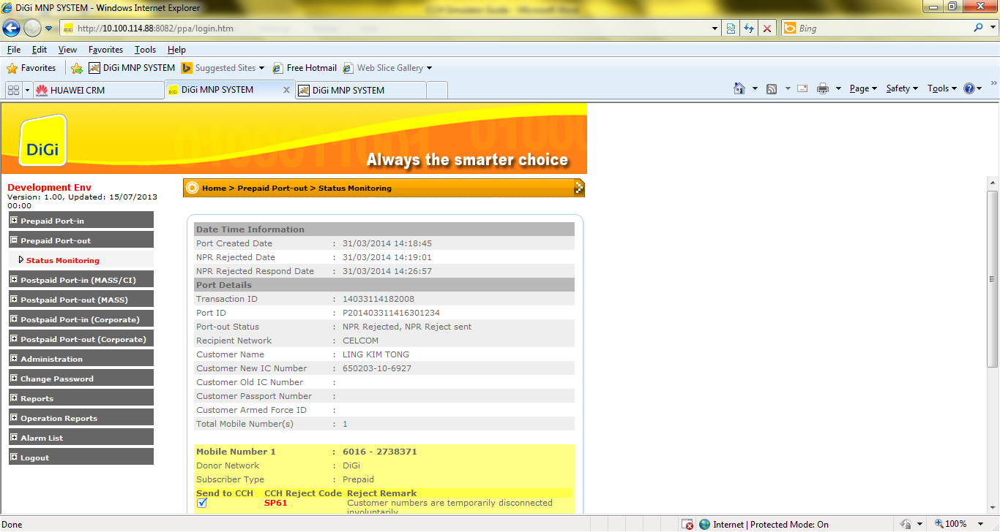 DiGi MNP SYSTEM - Windows Internet Explorer
http://10.100.114.88:8082/ppa/login.htm
Bing
File Edit View Favorites Tools Help
Favorites DiGi MNP SYSTEM Suggested Sites Free Hotmail Web Slice Gallery
HUAWEI CRM DiGi MNP SYSTEM DiGi MNP SYSTEM Page Safety Tools
DiGi
Always the smarter choice
Development Env
Version: 1.00, Updated: 15/07/2013
00:00
Prepaid Port-in
Prepaid Port-out
Status Monitoring
Postpaid Port-in (MASS/CI)
Postpaid Port-out (MASS)
Postpaid Port-in (Corporate)
Postpaid Port-out (Corporate)
Administration
Change Password
Reports
Operation Reports
Alarm List
Logout
Home > Prepaid Port-out > Status Monitoring
Date Time Information
Port Created Date : 31/03/2014 14:18:45
NPR Rejected Date : 31/03/2014 14:19:01
NPR Rejected Respond Date : 31/03/2014 14:26:57
Port Details
Transaction ID : 14033114182008
Port ID : P201403311416301234
Port-out Status : NPR Rejected, NPR Reject sent
Recipient Network : CELCOM
Customer Name : LING KIM TONG
Customer New IC Number : 650203-10-6927
Customer Old IC Number :
Customer Passport Number :
Customer Armed Force ID :
Total Mobile Number(s) : 1
Mobile Number 1 : 6016 - 2738371
Donor Network : DiGi
Subscriber Type : Prepaid
Send to CCH CCH Reject Code Reject Remark
SP61 Customer numbers are temporarily disconnected
involuntarily
Done Internet | Protected Mode: On 100%